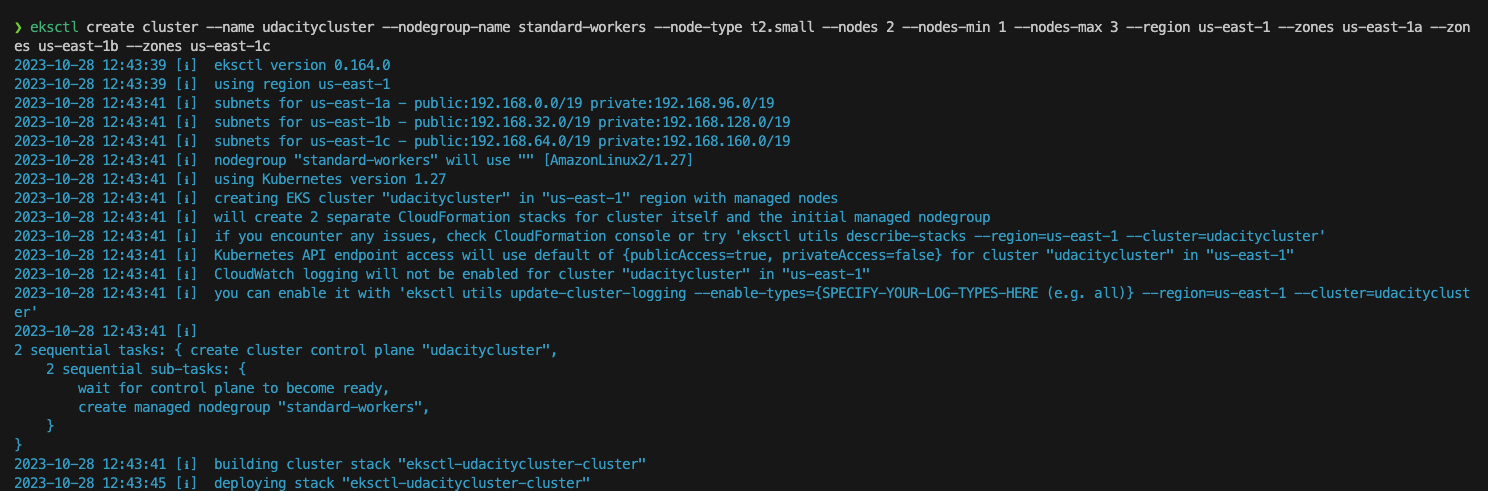 ❯ eksctl create cluster --name udacitycluster --nodegroup-name standard-workers --node-type t2.small --nodes 2 --nodes-min 1 --nodes-max 3 --region us-east-1 --zones us-east-1a --zon
es us-east-1b --zones us-east-1c
2023-10-28 12:43:39 [ℹ]  eksctl version 0.164.0
2023-10-28 12:43:39 [ℹ]  using region us-east-1
2023-10-28 12:43:41 [ℹ]  subnets for us-east-1a - public:192.168.0.0/19 private:192.168.96.0/19
2023-10-28 12:43:41 [ℹ]  subnets for us-east-1b - public:192.168.32.0/19 private:192.168.128.0/19
2023-10-28 12:43:41 [ℹ]  subnets for us-east-1c - public:192.168.64.0/19 private:192.168.160.0/19
2023-10-28 12:43:41 [ℹ]  nodegroup "standard-workers" will use "" [AmazonLinux2/1.27]
2023-10-28 12:43:41 [ℹ]  using Kubernetes version 1.27
2023-10-28 12:43:41 [ℹ]  creating EKS cluster "udacitycluster" in "us-east-1" region with managed nodes
2023-10-28 12:43:41 [ℹ]  will create 2 separate CloudFormation stacks for cluster itself and the initial managed nodegroup
2023-10-28 12:43:41 [ℹ]  if you encounter any issues, check CloudFormation console or try 'eksctl utils describe-stacks --region=us-east-1 --cluster=udacitycluster'
2023-10-28 12:43:41 [ℹ]  Kubernetes API endpoint access will use default of {publicAccess=true, privateAccess=false} for cluster "udacitycluster" in "us-east-1"
2023-10-28 12:43:41 [ℹ]  CloudWatch logging will not be enabled for cluster "udacitycluster" in "us-east-1"
2023-10-28 12:43:41 [ℹ]  you can enable it with 'eksctl utils update-cluster-logging --enable-types={SPECIFY-YOUR-LOG-TYPES-HERE (e.g. all)} --region=us-east-1 --cluster=udacityclust
er'
2023-10-28 12:43:41 [ℹ]
2 sequential tasks: { create cluster control plane "udacitycluster",
    2 sequential sub-tasks: {
        wait for control plane to become ready,
        create managed nodegroup "standard-workers",
    }
}
2023-10-28 12:43:41 [ℹ]  building cluster stack "eksctl-udacitycluster-cluster"
2023-10-28 12:43:45 [ℹ]  deploying stack "eksctl-udacitycluster-cluster"